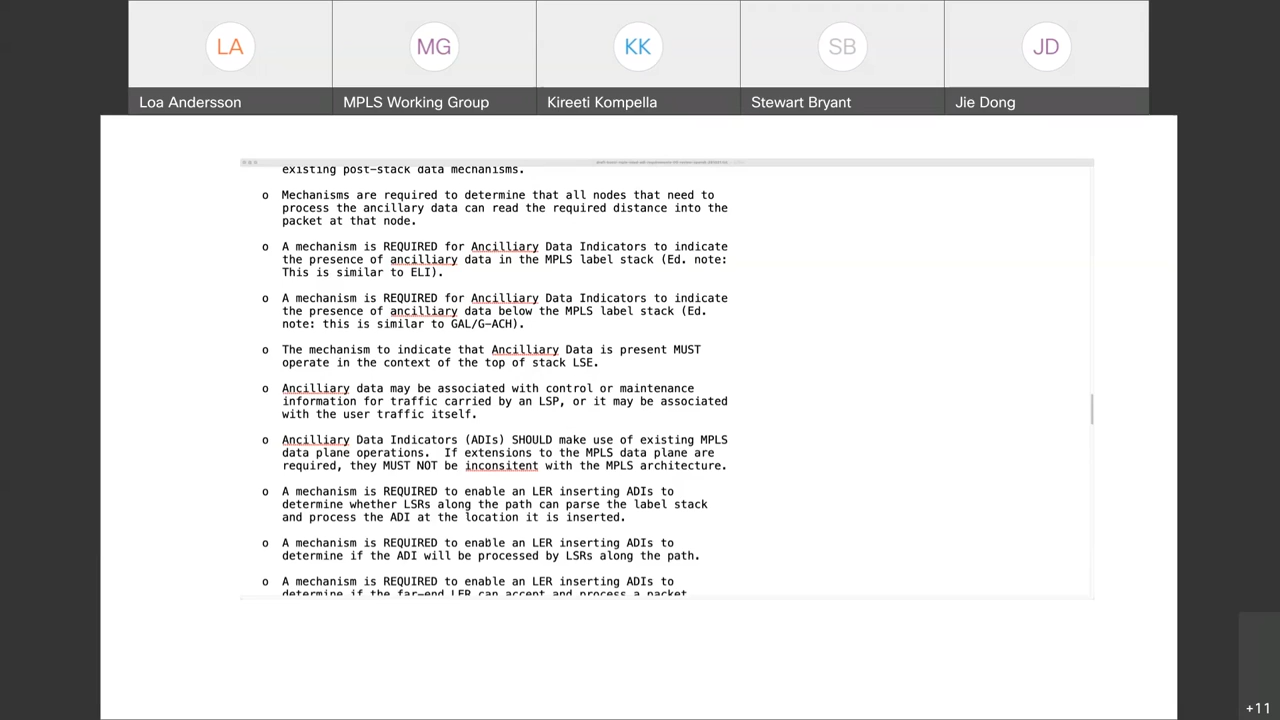 LA
MG
KK
SB
JD
Loa Andersson
MPLS Working Group
Kireeti Kompella
Stewart Bryant
Jie Dong
existing post-stack data mechanisms.
o Mechanisms are required to determine that all nodes that need to
process the ancillary data can read the required distance into the
packet at that node.
o A mechanism is REQUIRED for Ancilliary Data Indicators to indicate
the presence of ancilliary data in the MPLS label stack (Ed. note:
This is similar to ELI).
o A mechanism is REQUIRED for Ancilliary Data Indicators to indicate
the presence of ancilliary data below the MPLS label stack (Ed.
note: this is similar to GAL/G-ACH).
o The mechanism to indicate that Ancilliary Data is present MUST
operate in the context of the top of stack LSE.
o Ancilliary data may be associated with control or maintenance
information for traffic carried by an LSP, or it may be associated
with the user traffic itself.
o Ancilliary Data Indicators (ADIs) SHOULD make use of existing MPLS
data plane operations. If extensions to the MPLS data plane are
required, they MUST NOT be inconsitent with the MPLS architecture.
o A mechanism is REQUIRED to enable an LER inserting ADIs to
determine whether LSRs along the path can parse the label stack
and process the ADI at the location it is inserted.
o A mechanism is REQUIRED to enable an LER inserting ADIs to
determine if the ADI will be processed by LSRs along the path.
o A mechanism is REQUIRED to enable an LER inserting ADIs to
determine if the far-end LER can accept and process a packet
+11